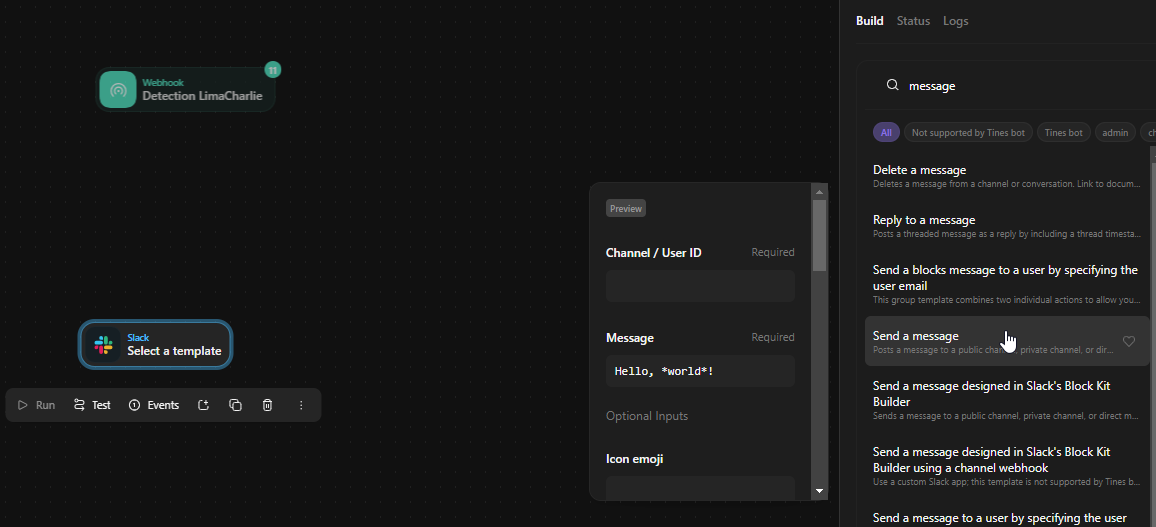 Webhook
Detection LimaCharlie
11
Slack
Select a template
Run
Test
Events
Preview
Channel / User ID
Required
Message
Required
Hello, *world*!
Optional Inputs
Icon emoji
Build
Status
Logs
message
All
Not supported by Tines bot
Tines bot
admin
Delete a message
Deletes a message from a channel or conversation. Link to docum...
Reply to a message
Posts a threaded message as a reply by including a thread timesta...
Send a blocks message to a user by specifying the
user email
This group template combines two individual actions to allow you...
Send a message
Posts a message to a public private channel, or dir...
Send a message designed in Slack's Block Kit
Builder
Sends a message to a public channel, private channel, or direct m...
Send a message designed in Slack's Block Kit
Builder using a channel webhook
Use a custom Slack app; this template is not supported by Tines b...
Send a message to a user by specifying the user